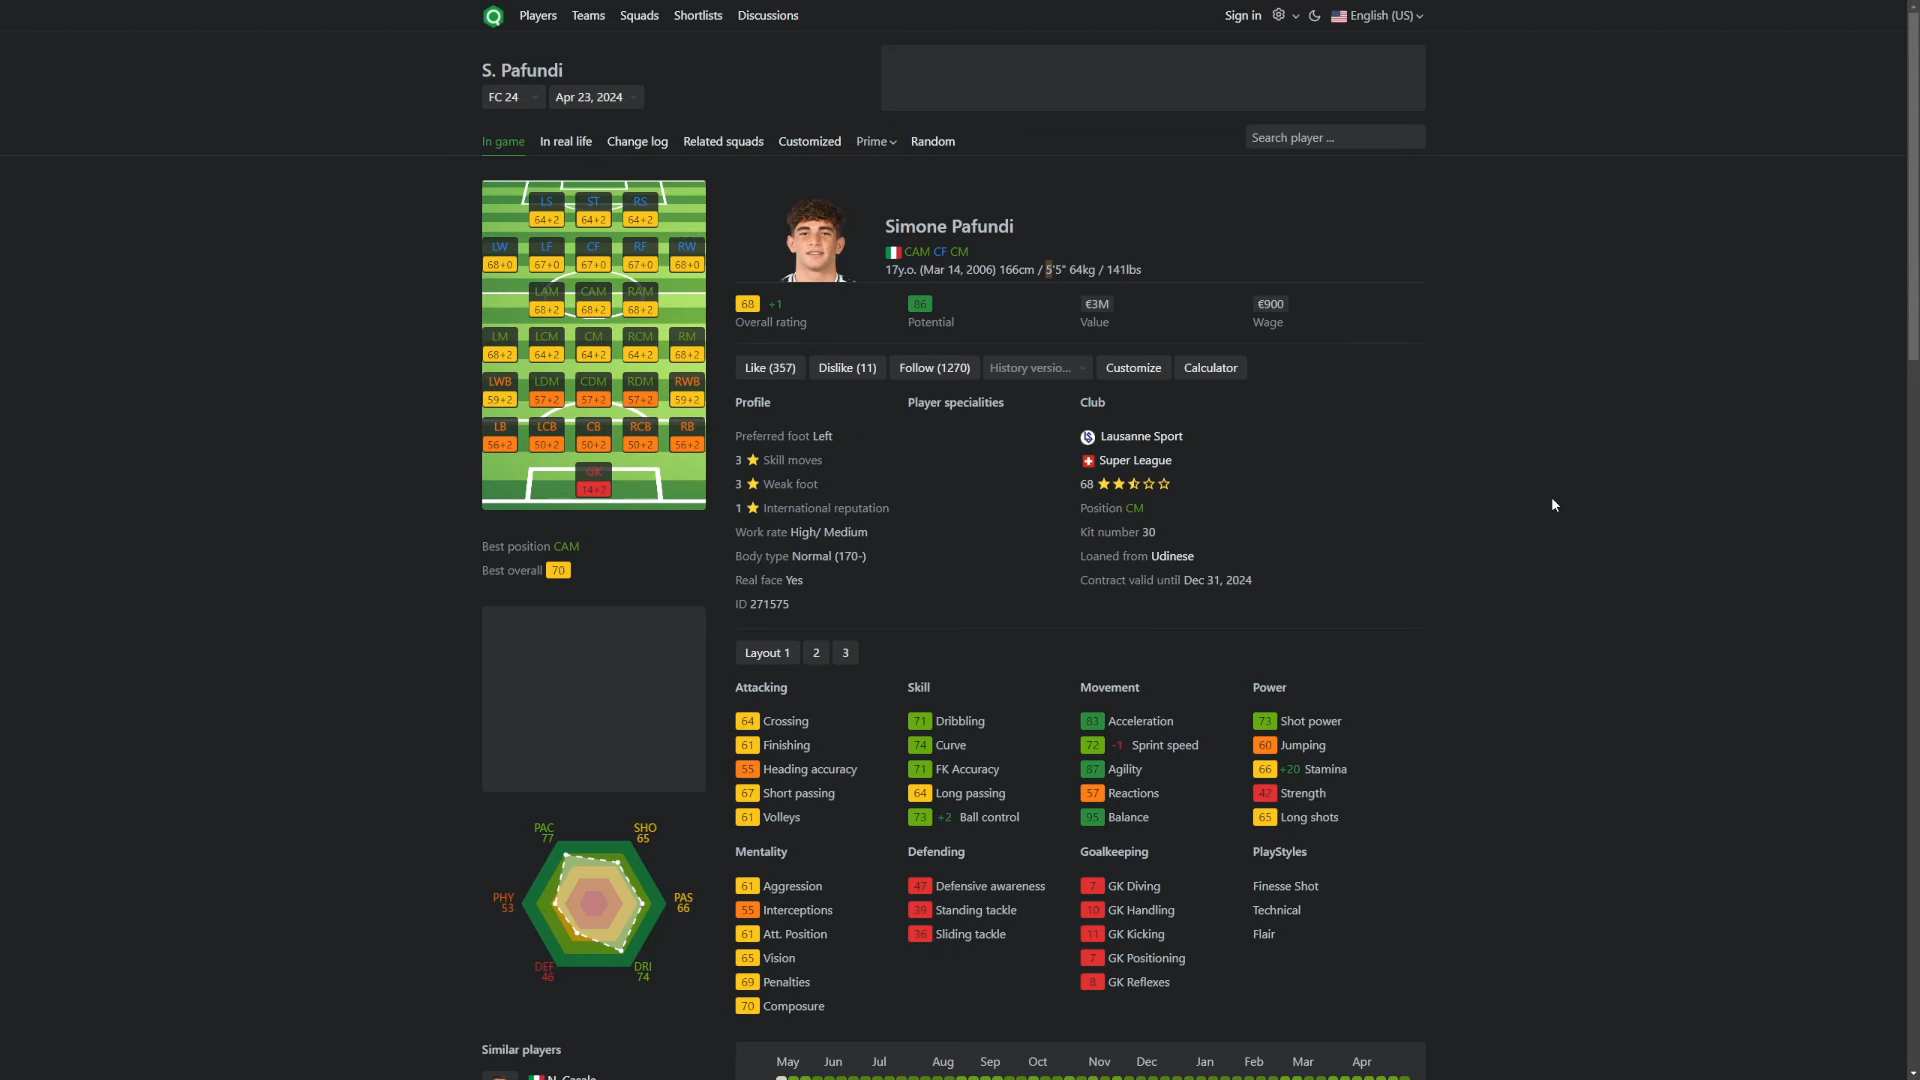 Players Teams Squads Shortlists Discussions Sign in English (US)
S. Pafundi
FC 24 Apr 23, 2024
In game In real life Change log Related squads Customized Prime Random Search player ...
LS ST RS
64+2 64+2 64+2
LW LF CF RF RW
68+0 67+0 67+0 67+0 68+0
LAM CAM RAM
68+2 68+2 68+2
LM LCM CM RCM RM
68+2 64+2 64+2 64+2 68+2
LWB LDM CDM RDM RWB
59+2 57+2 57+2 57+2 59+2
LB LCB CB RCB RB
56+2 50+2 50+2 50+2 56+2
GK
14+2
Best position CAM
Best overall 70
Simone Pafundi
CAM CF CM
17y.o. (Mar 14, 2006) 166cm / 5'5" 64kg / 141lbs
68 +1 86 €3M €900
Overall rating Potential Value Wage
Like (357) Dislike (11) Follow (1270) History versio... Customize Calculator
Profile Player specialities Club
Preferred foot Left Lausanne Sport
3 Skill moves Super League
3 Weak foot 68
1 International reputation Position CM
Work rate High/ Medium Kit number 30
Body type Normal (170-) Loaned from Udinese
Real face Yes Contract valid until Dec 31, 2024
ID 271575
Layout 1 2 3
Attacking Skill Movement Power
64 Crossing 71 Dribbling 83 Acceleration 73 Shot power
61 Finishing 74 Curve 72 -1 Sprint speed 60 Jumping
55 Heading accuracy 71 FK Accuracy 87 Agility 66 +20 Stamina
67 Short passing 64 Long passing 57 Reactions 42 Strength
61 Volleys 73 +2 Ball control 95 Balance 65 Long shots
Mentality Defending Goalkeeping PlayStyles
61 Aggression 47 Defensive awareness 7 GK Diving Finesse Shot
55 Interceptions 39 Standing tackle 10 GK Handling Technical
61 Att. Position 36 Sliding tackle 11 GK Kicking Flair
65 Vision 7 GK Positioning
69 Penalties 8 GK Reflexes
70 Composure
PAC SHO
77 65
PHY PAS
53 66
DEF DRI
46 74
Similar players
May Jun Jul Aug Sep Oct Nov Dec Jan Feb Mar Apr